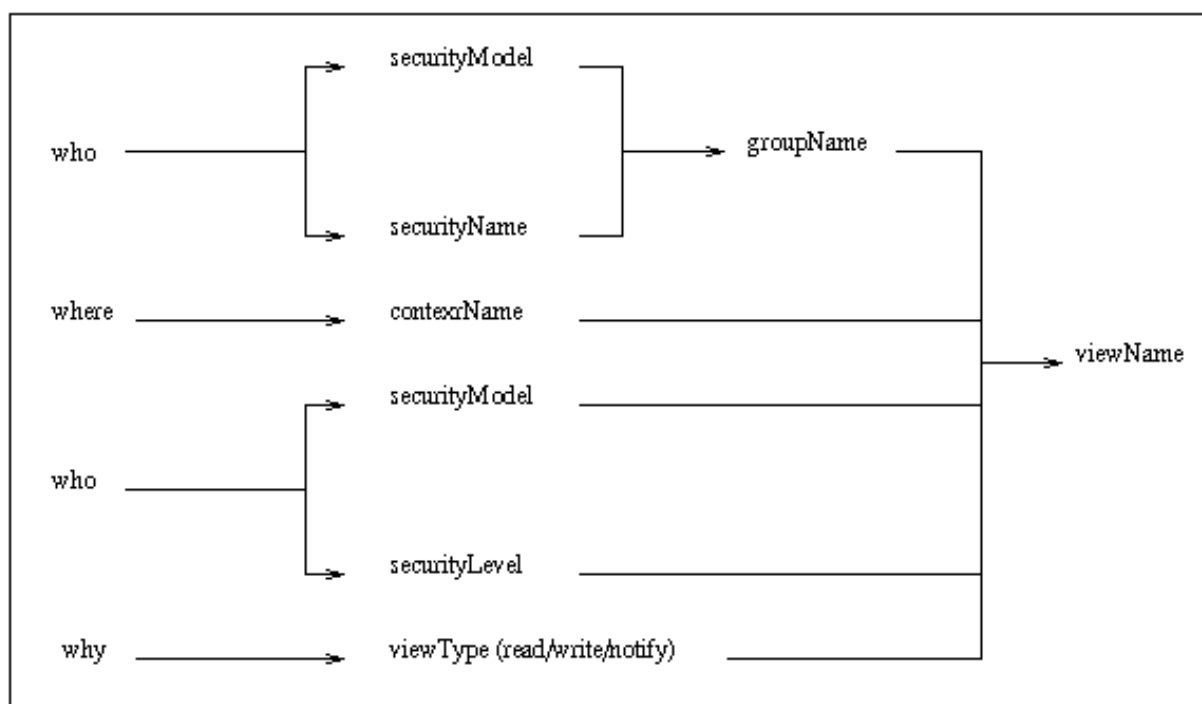 securityModel
who
groupName
securityName
where
contexrName
viewName
securityModel
who
securityLevel
why
viewType (read/write/notify)